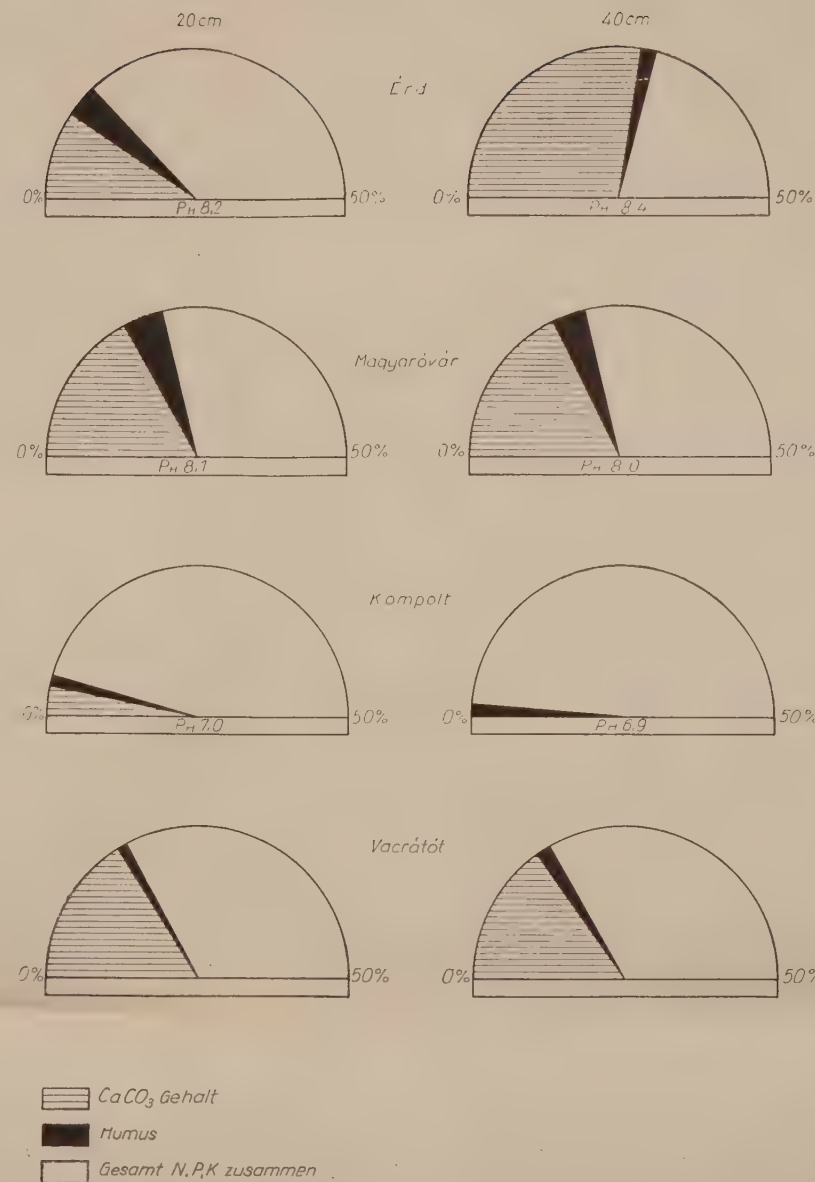 20cm 40cm
Érd
0% 50% 0% 50%
PH 8,2 PH 8,4
Magyaróvár
0% 50% 0% 50%
PH 8,1 PH 8,0
Kompolt
0% 50% 0% 50%
PH 7,0 PH 6,9
Vacrátót
0% 50% 0% 50%
CaCO₃ Gehalt
Humus
Gesamt N,P,K zusammen